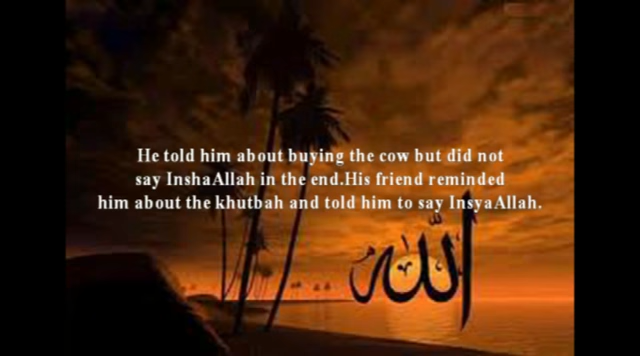 He told him about buying the cow but did not
say InshaAllah in the end.His friend reminded
him about the khutbah and told him to say InsyaAllah.
الله